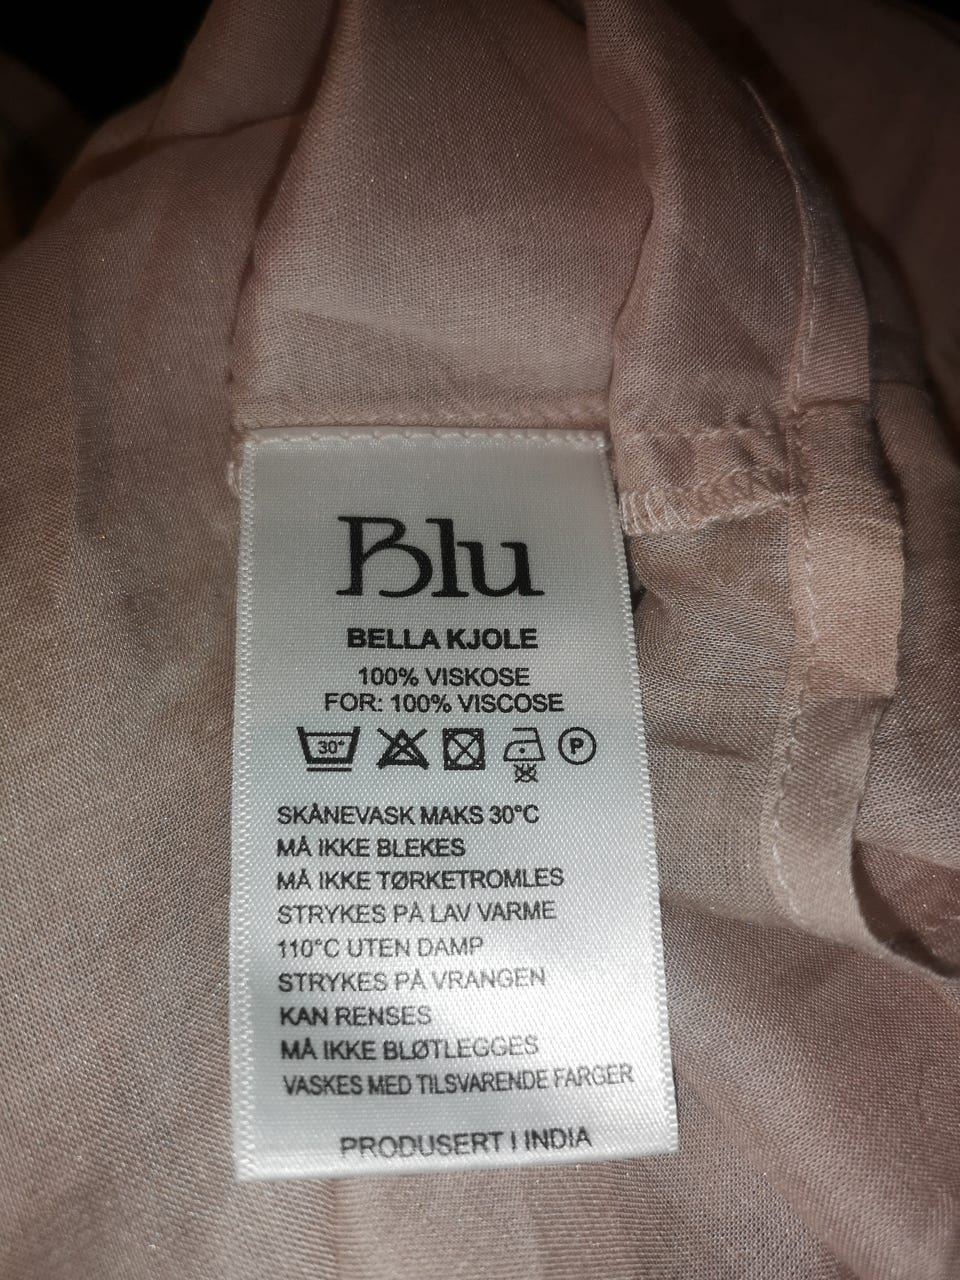 Blu
BELLA KJOLE
100% VISKOSE
FOR: 100% VISCOSE
30° P
SKÅNEVASK MAKS 30°C
MÅ IKKE BLEKES
MÅ IKKE TØRKETROMLES
STRYKES PÅ LAV VARME
110°C UTEN DAMP
STRYKES PÅ VRANGEN
KAN RENSES
MÅ IKKE BLØTLEGGES
VASKES MED TILSVARENDE FARGER
PRODUSERT I INDIA